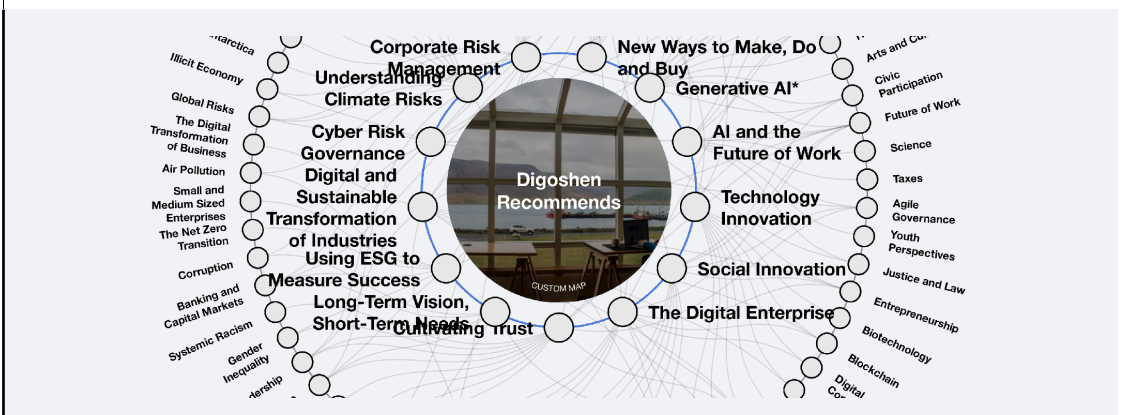 Corporate Risk
Management
New Ways to Make, Do
and Buy
Understanding
Climate Risks
Generative AI*
Cyber Risk
Governance
AI and the
Future of Work
Digital and
Sustainable
Transformation
of Industries
Technology
Innovation
Using ESG to
Measure Success
Social Innovation
Long-Term Vision,
Short-Term Needs
The Digital Enterprise
Cultivating Trust
Digoshen
Recommends
CUSTOM MAP
Illicit Economy
Global Risks
The Digital
Transformation
of Business
Air Pollution
Small and
Medium Sized
Enterprises
The Net Zero
Transition
Corruption
Banking and
Capital Markets
Systemic Racism
Gender
Inequality
Arts and
Civic
Participation
Future of Work
Science
Taxes
Agile
Governance
Youth
Perspectives
Justice and Law
Entrepreneurship
Biotechnology
Blockchain
Digital